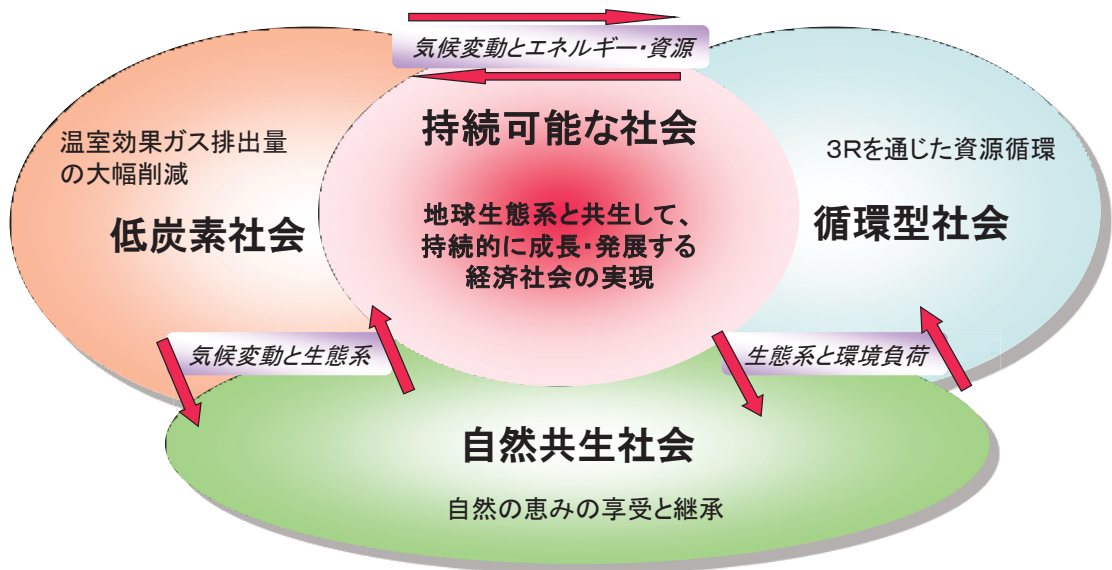 気候変動とエネルギー・資源
持続可能な社会
温室効果ガス排出量
の大幅削減
低炭素社会
地球生態系と共生して、
持続的に成長・発展する
経済社会の実現
3Rを通じた資源循環
循環型社会
気候変動と生態系
生態系と環境負荷
自然共生社会
自然の恵みの享受と継承